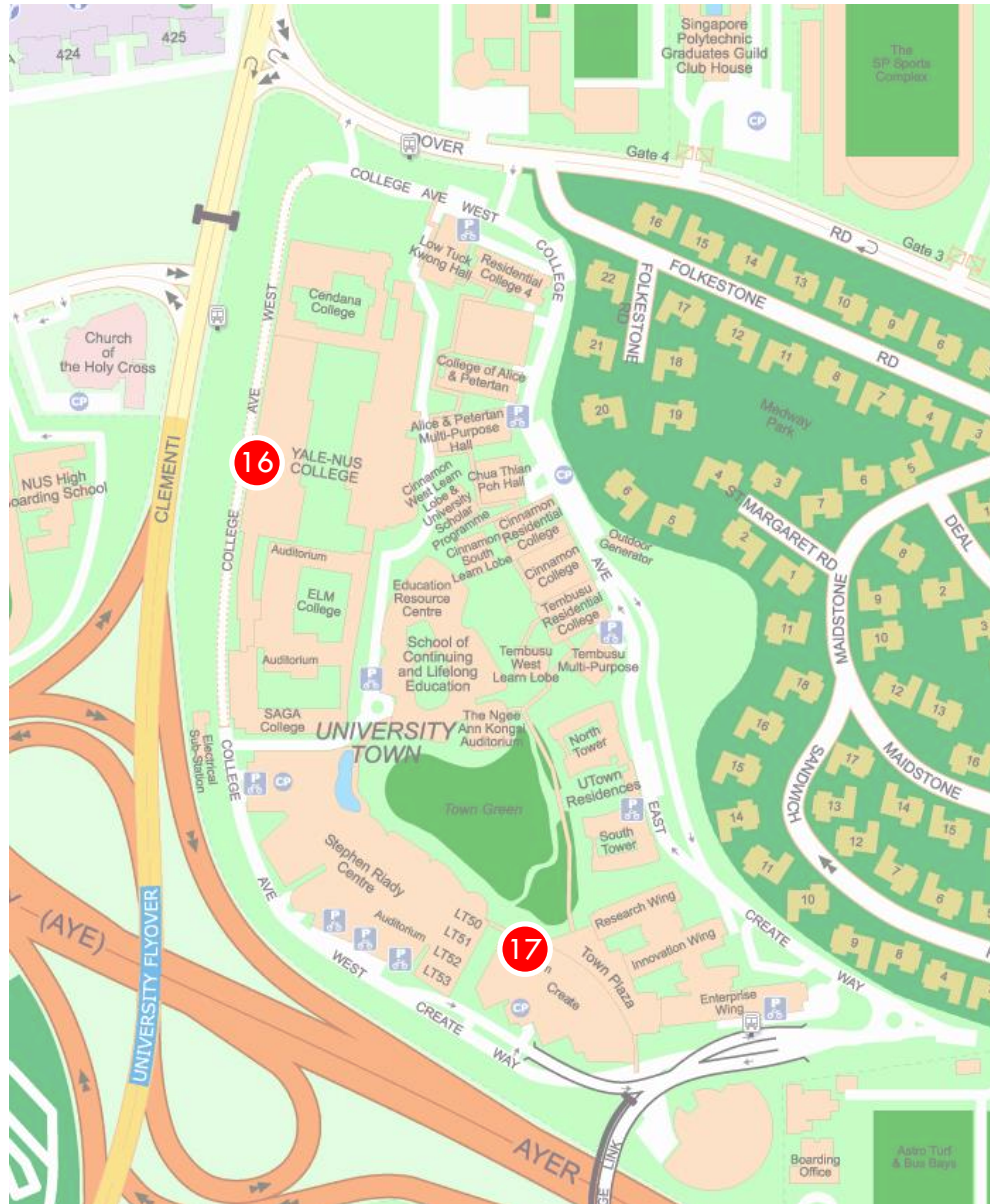 424
425
Singapore
Polytechnic
Graduates Guild
Club House
The
SP Sports
Complex
CP
DOVER
Gate 4
RD
Gate 3
COLLEGE AVE WEST
P
Low Tuck
Kwong Hall
Residential
College 4
COLLEGE
16
15
14
13
10
9
6
FOLKESTONE
RD
22
FOLKESTONE
RD
17
12
11
8
7
4
3
21
18
20
19
Medway
Park
Cendana
College
WEST
AVE
COLLEGE
Church
of
the Holy Cross
CP
CLEMENTI
NUS High
oarding School
16
YALE-NUS
COLLEGE
College of Alice
& Petertan
Alice & Petertan
Multi-Purpose
Hall
P
CP
Chua Thian
Poh Hall
Cinnamon
West Learn
Lobe &
University
Scholar
Programme
Cinnamon
Residential
College
Cinnamon
South
Learn Lobe
Cinnamon
College
Tembusu
Residential
College
AVE
Outdoor
Generator
6
5
4
3
7
6
5
ST MARGARET RD
2
1
11
DEAL
8
2
9
10
3
MAIDSTONE
12
13
16
MAIDSTONE
18
16
15
14
SANDWICH
17
13
14
15
12
7
6
5
11
10
9
8
4
Auditorium
ELM
College
Auditorium
Education
Resource
Centre
School of
Continuing
and Lifelong
Education
Tembusu
West
Learn Lobe
P
Tembusu
Multi-Purpose
P
SAGA
College
Electrical
Sub-Station
UNIVERSITY
TOWN
The Ngee
Ann Kongsi
Auditorium
North
Tower
UTown
Residences
P
South
Tower
EAST
COLLEGE
P
CP
Town Green
AVE
Stephen Riady
Centre
Auditorium
LT50
LT51
LT52
LT53
P
P
P
WEST
17
Create
CP
Town Plaza
Research Wing
Innovation Wing
Enterprise
Wing
P
CREATE
WAY
CREATE
WAY
(AYE)
UNIVERSITY FLYOVER
AYER
LINK
Boarding
Office
Astro Turf
& Bus Bays